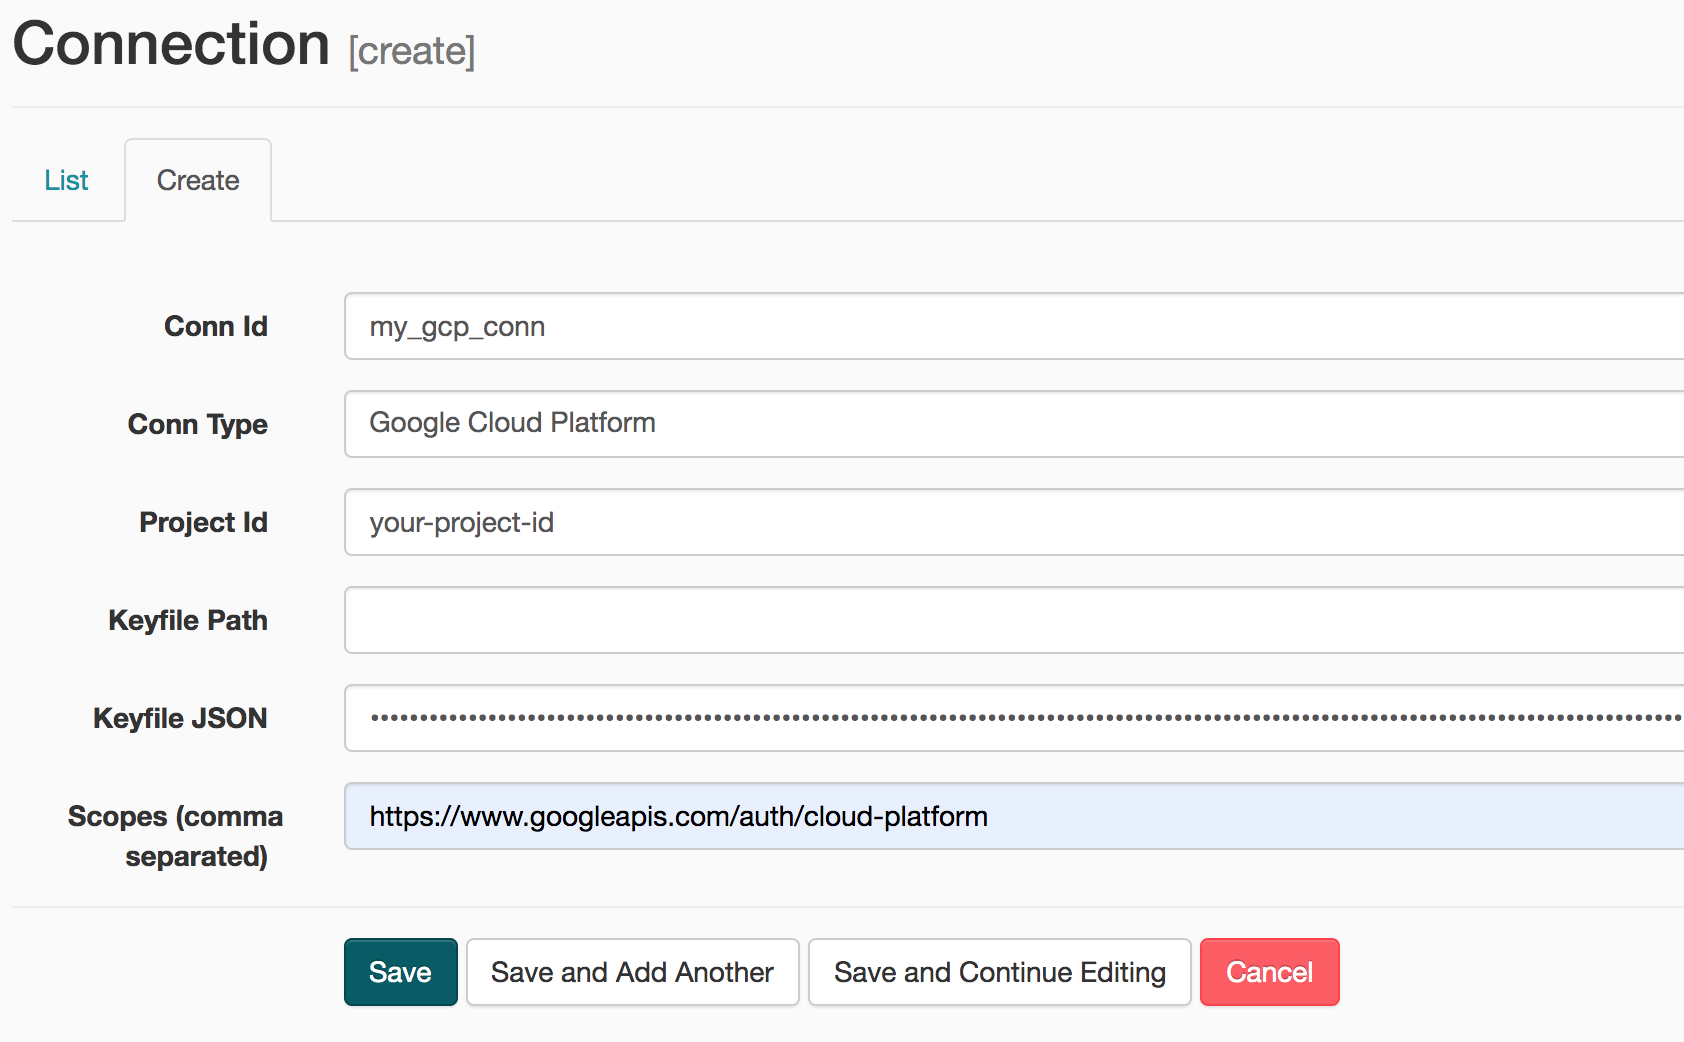 Connection [create]
List Create
Conn Id my_gcp_conn
Conn Type Google Cloud Platform
Project Id your-project-id
Keyfile Path
Keyfile JSON
Scopes (comma https://www.googleapis.com/auth/cloud-platform
separated)
Save Save and Add Another Save and Continue Editing Cancel